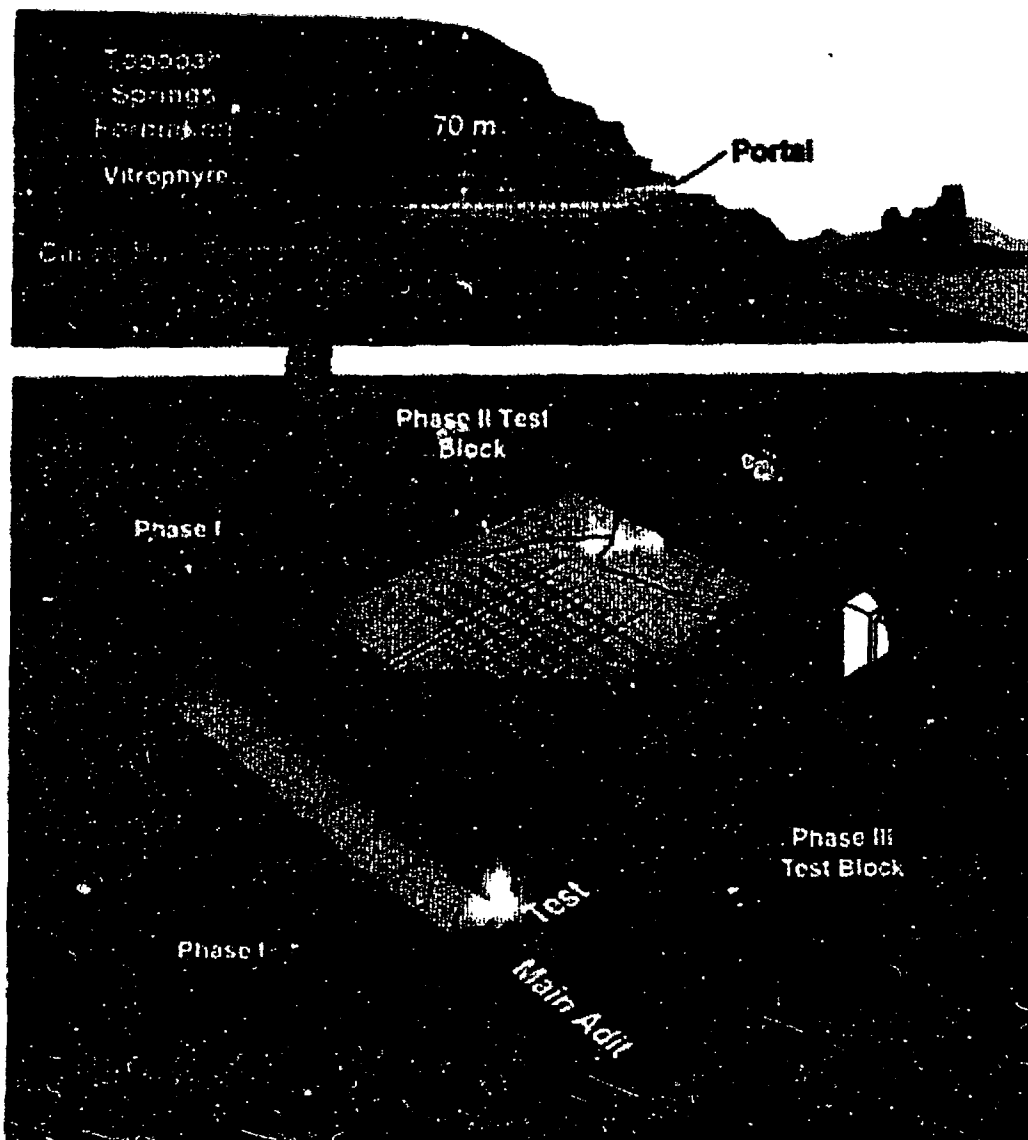 Topopah
Springs
Formation
Vitrophyre
70 m
Portal
Phase II Test
Block
Phase I
Phase III
Test Block
Test
Phase I
Main Adit